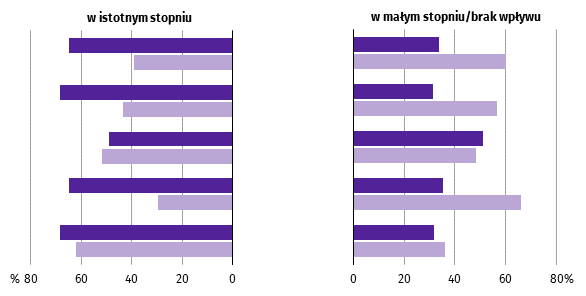 w istotnym stopniu
w małym stopniu/brak wpływu
% 80 60 40 20 0
0 20 40 60 80%